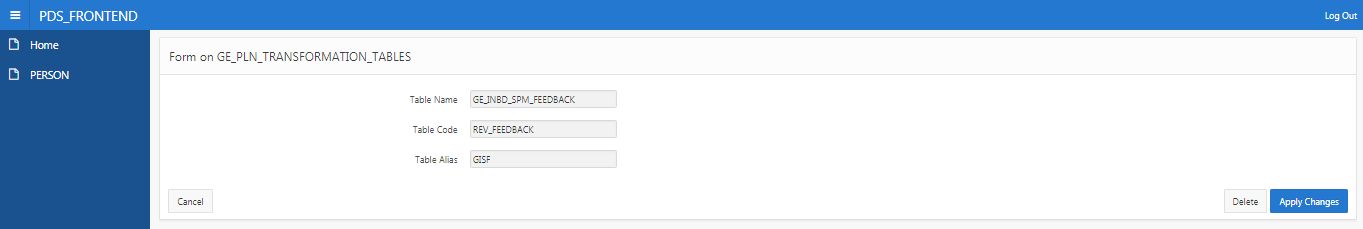 PDS_FRONTEND
Log Out
Home
PERSON
Form on GE_PLN_TRANSFORMATION_TABLES
Table Name GE_INBD_SPM_FEEDBACK
Table Code REV_FEEDBACK
Table Alias GISF
Cancel Delete Apply Changes